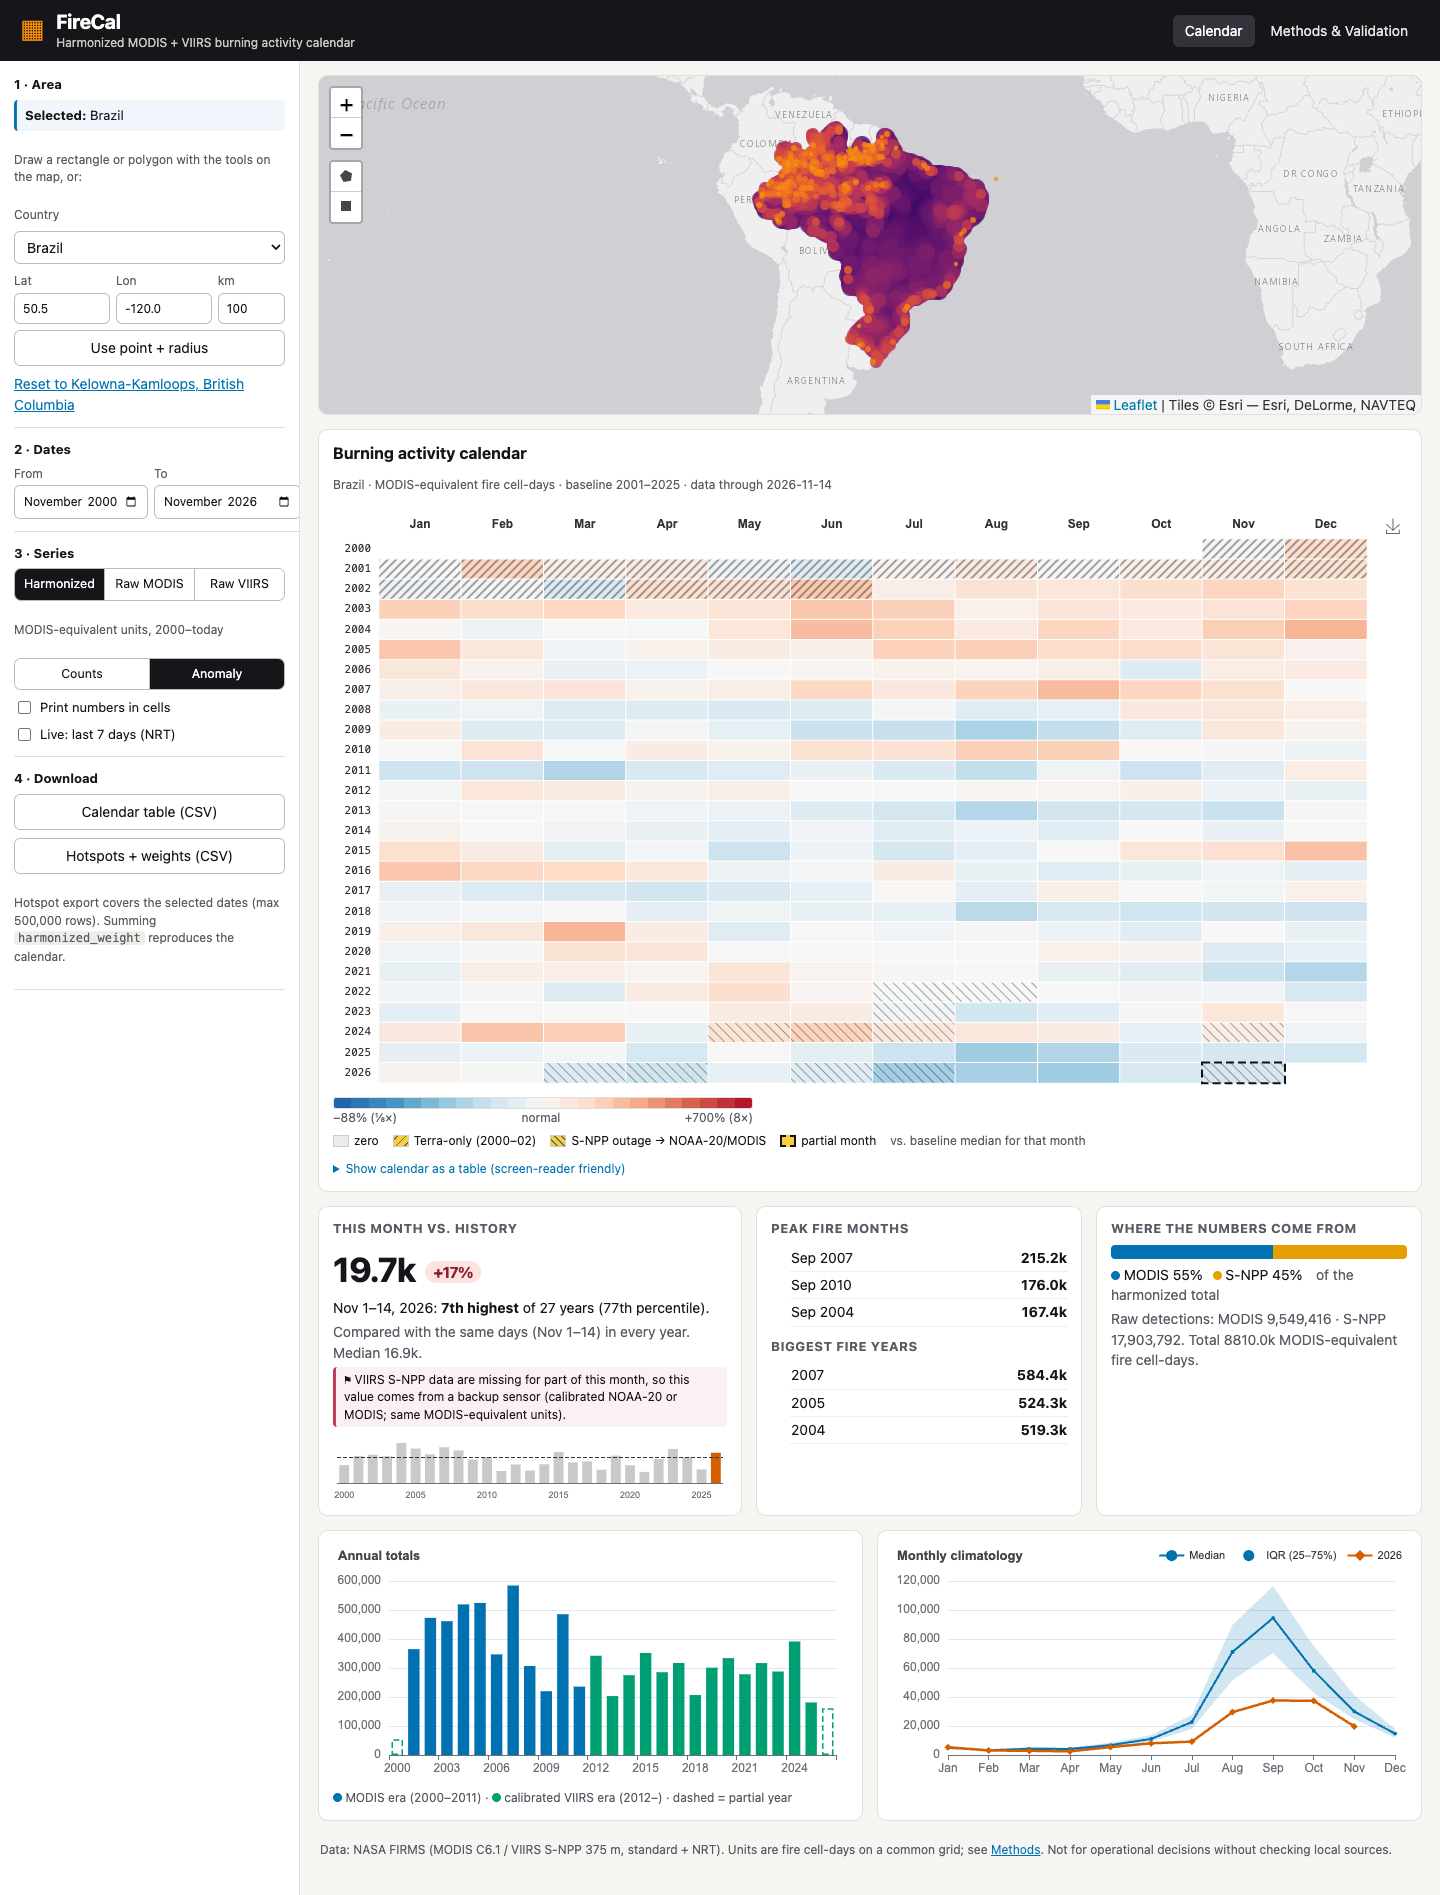 FireCal
Harmonized MODIS + VIIRS burning activity calendar
Calendar
Methods & Validation
1 · Area
Selected: Brazil
Draw a rectangle or polygon with the tools on
the map, or:
Country
Brazil
Lat Lon km
50.5 -120.0 100
Use point + radius
Reset to Kelowna-Kamloops, British
Columbia
2 · Dates
From To
November 2000 November 2026
3 · Series
Harmonized Raw MODIS Raw VIIRS
MODIS-equivalent units, 2000–today
Counts Anomaly
Print numbers in cells
Live: last 7 days (NRT)
4 · Download
Calendar table (CSV)
Hotspots + weights (CSV)
Hotspot export covers the selected dates (max
500,000 rows). Summing
harmonized_weight reproduces the
calendar.
+
−
acific Ocean
VENEZUELA
COLOM
PER
BOLIV
ARGENTINA
NIGERIA
ETHIOPI
DR CONGO
TANZANIA
ANGOLA
ZAMBIA
NAMIBIA
SOUTH AFRICA
Leaflet | Tiles © Esri — Esri, DeLorme, NAVTEQ
Burning activity calendar
Brazil · MODIS-equivalent fire cell-days · baseline 2001–2025 · data through 2026-11-14
Jan Feb Mar Apr May Jun Jul Aug Sep Oct Nov Dec
2000
2001
2002
2003
2004
2005
2006
2007
2008
2009
2010
2011
2012
2013
2014
2015
2016
2017
2018
2019
2020
2021
2022
2023
2024
2025
2026
−88% (⅛×) normal +700% (8×)
zero Terra-only (2000–02) S-NPP outage → NOAA-20/MODIS partial month vs. baseline median for that month
▶ Show calendar as a table (screen-reader friendly)
THIS MONTH VS. HISTORY
19.7k +17%
Nov 1–14, 2026: 7th highest of 27 years (77th percentile).
Compared with the same days (Nov 1–14) in every year.
Median 16.9k.
⚑ VIIRS S-NPP data are missing for part of this month, so this
value comes from a backup sensor (calibrated NOAA-20 or
MODIS; same MODIS-equivalent units).
2000 2005 2010 2015 2020 2025
PEAK FIRE MONTHS
Sep 2007 215.2k
Sep 2010 176.0k
Sep 2004 167.4k
BIGGEST FIRE YEARS
2007 584.4k
2005 524.3k
2004 519.3k
WHERE THE NUMBERS COME FROM
MODIS 55% S-NPP 45% of the
harmonized total
Raw detections: MODIS 9,549,416 · S-NPP
17,903,792. Total 8810.0k MODIS-equivalent
fire cell-days.
Annual totals
600,000
500,000
400,000
300,000
200,000
100,000
0
2000 2003 2006 2009 2012 2015 2018 2021 2024
MODIS era (2000–2011) · calibrated VIIRS era (2012–) · dashed = partial year
Monthly climatology
Median IQR (25–75%) 2026
120,000
100,000
80,000
60,000
40,000
20,000
0
Jan Feb Mar Apr May Jun Jul Aug Sep Oct Nov Dec
Data: NASA FIRMS (MODIS C6.1 / VIIRS S-NPP 375 m, standard + NRT). Units are fire cell-days on a common grid; see Methods. Not for operational decisions without checking local sources.